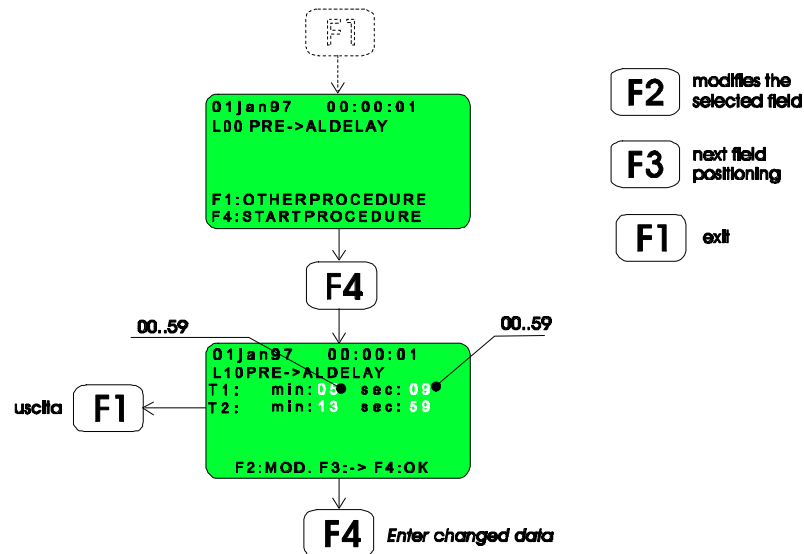 F1
01jan97 00:00:01
L00 PRE->ALDELAY
F1:OTHERPROCEDURE
F4:STARTPROCEDURE
F2 modifies the
selected field
F3 next field
positioning
F1 exit
F4
00..59
00..59
01jan97 00:00:01
L10PRE->ALDELAY
T1: min:05 sec:09
T2: min:13 sec:59
F2:MOD. F3:-> F4:OK
uscita F1
F4 Enter changed data